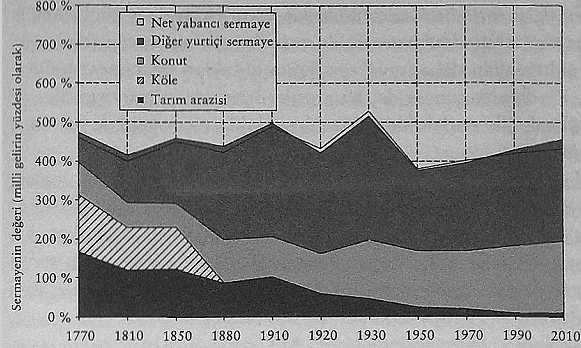 800 %
700 %
600 %
500 %
400 %
300 %
200 %
100 %
0 %
Sermayenin değeri (milli gelirin yüzdesi olarak)
Net yabancı sermaye
Diğer yurtiçi sermaye
Konut
Köle
Tarım arazisi
1770 1810 1850 1880 1910 1920 1930 1950 1970 1990 2010